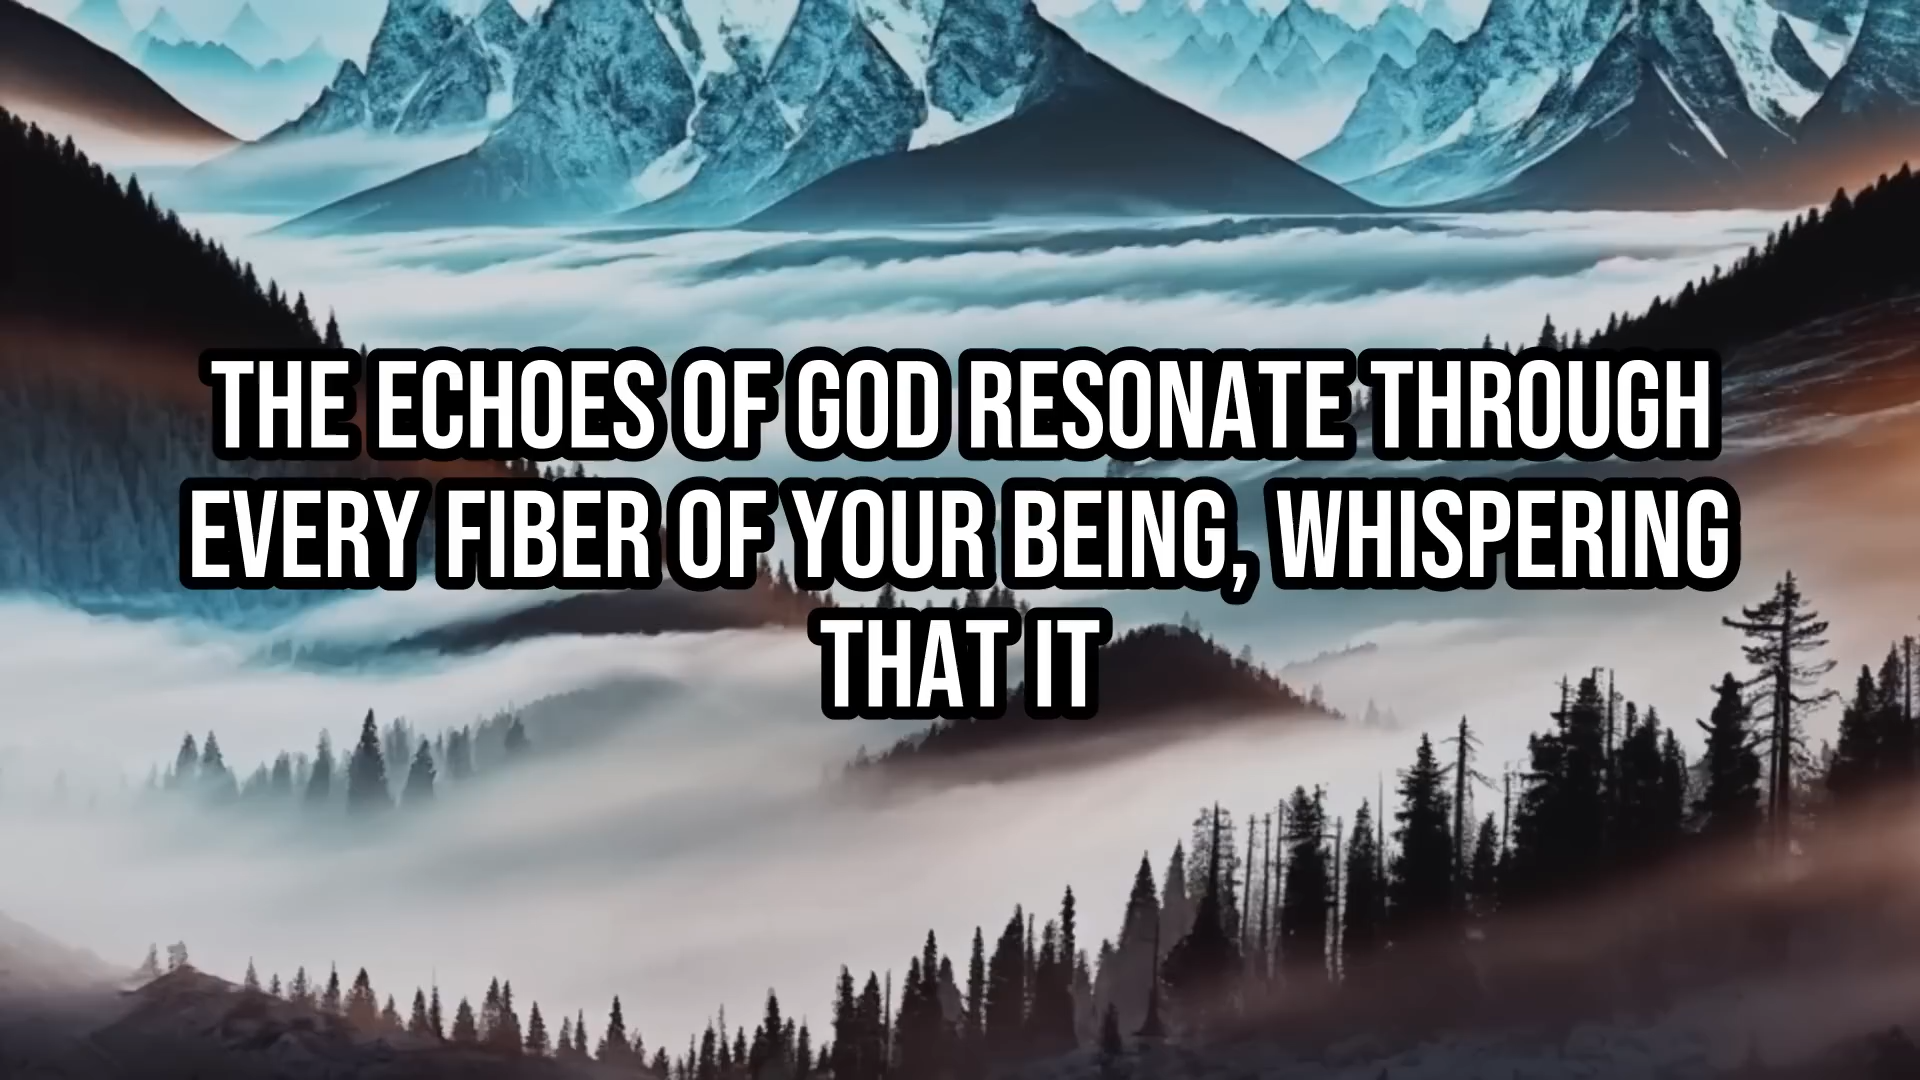 THE ECHOES OF GOD RESONATE THROUGH
EVERY FIBER OF YOUR BEING, WHISPERING
THAT IT